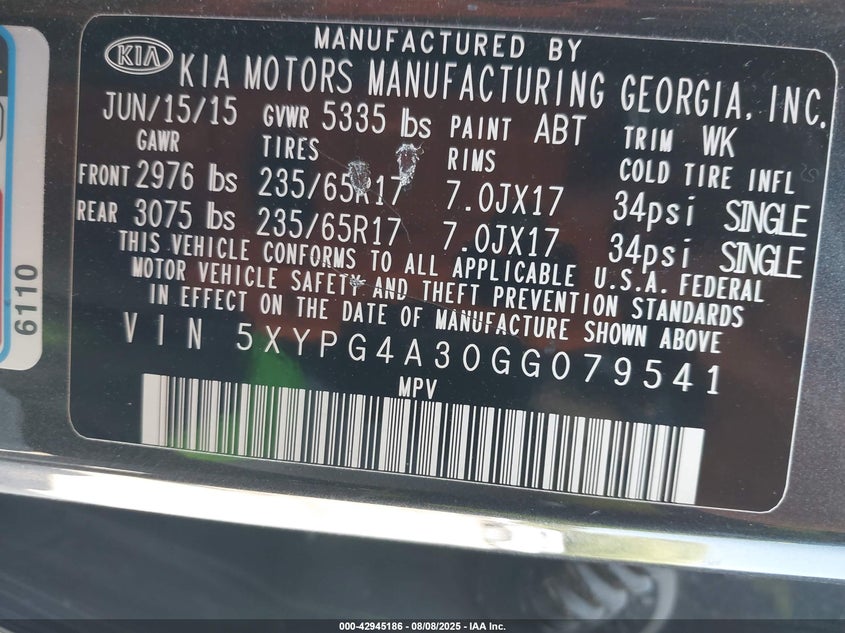 MANUFACTURED BY
KIA KIA MOTORS MANUFACTURING GEORGIA, INC.
JUN/15/15 GVWR 5335 lbs PAINT ABT TRIM WK
GAWR TIRES RIMS COLD TIRE INFL
FRONT 2976 lbs 235/65R17 7.0JX17 34psi SINGLE
REAR 3075 lbs 235/65R17 7.0JX17 34psi SINGLE
THIS VEHICLE CONFORMS TO ALL APPLICABLE U.S.A. FEDERAL
MOTOR VEHICLE SAFETY AND THEFT PREVENTION STANDARDS
IN EFFECT ON THE DATE OF MANUFACTURE SHOWN ABOVE
VIN 5XYPG4A30GG079541
MPV
6110
000-42945186 - 08/08/2025 - IAA Inc.